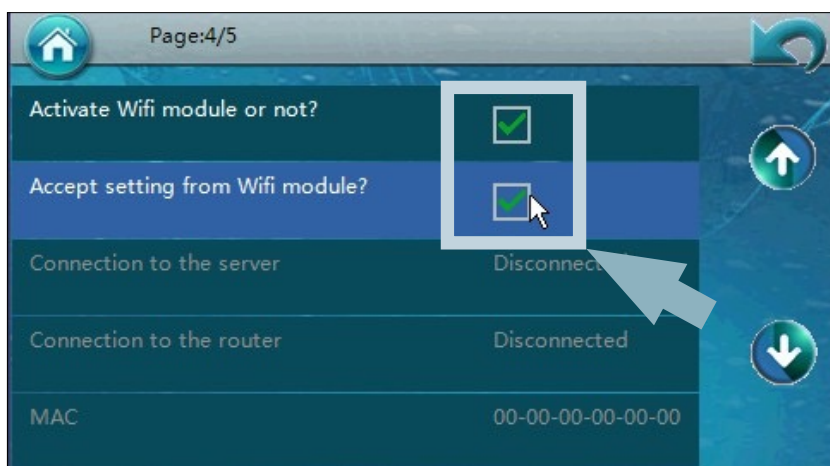 Page:4/5
Activate Wifi module or not?
Accept setting from Wifi module?
Connection to the server
Connection to the router Disconnected
MAC 00-00-00-00-00-00